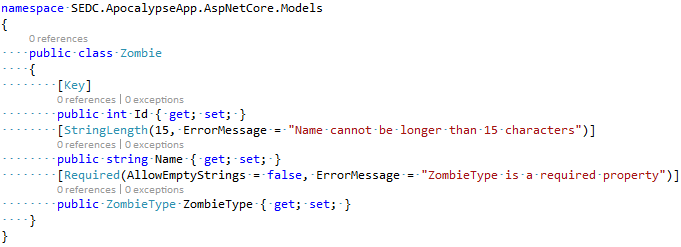 namespace SEDC.ApocalypseApp.AspNetCore.Models
{
0 references
public class Zombie
{
[Key]
0 references | 0 exceptions
public int Id { get; set; }
[StringLength(15, ErrorMessage = "Name cannot be longer than 15 characters")]
0 references | 0 exceptions
public string Name { get; set; }
[Required(AllowEmptyStrings = false, ErrorMessage = "ZombieType is a required property")]
0 references | 0 exceptions
public ZombieType ZombieType { get; set; }
}
}